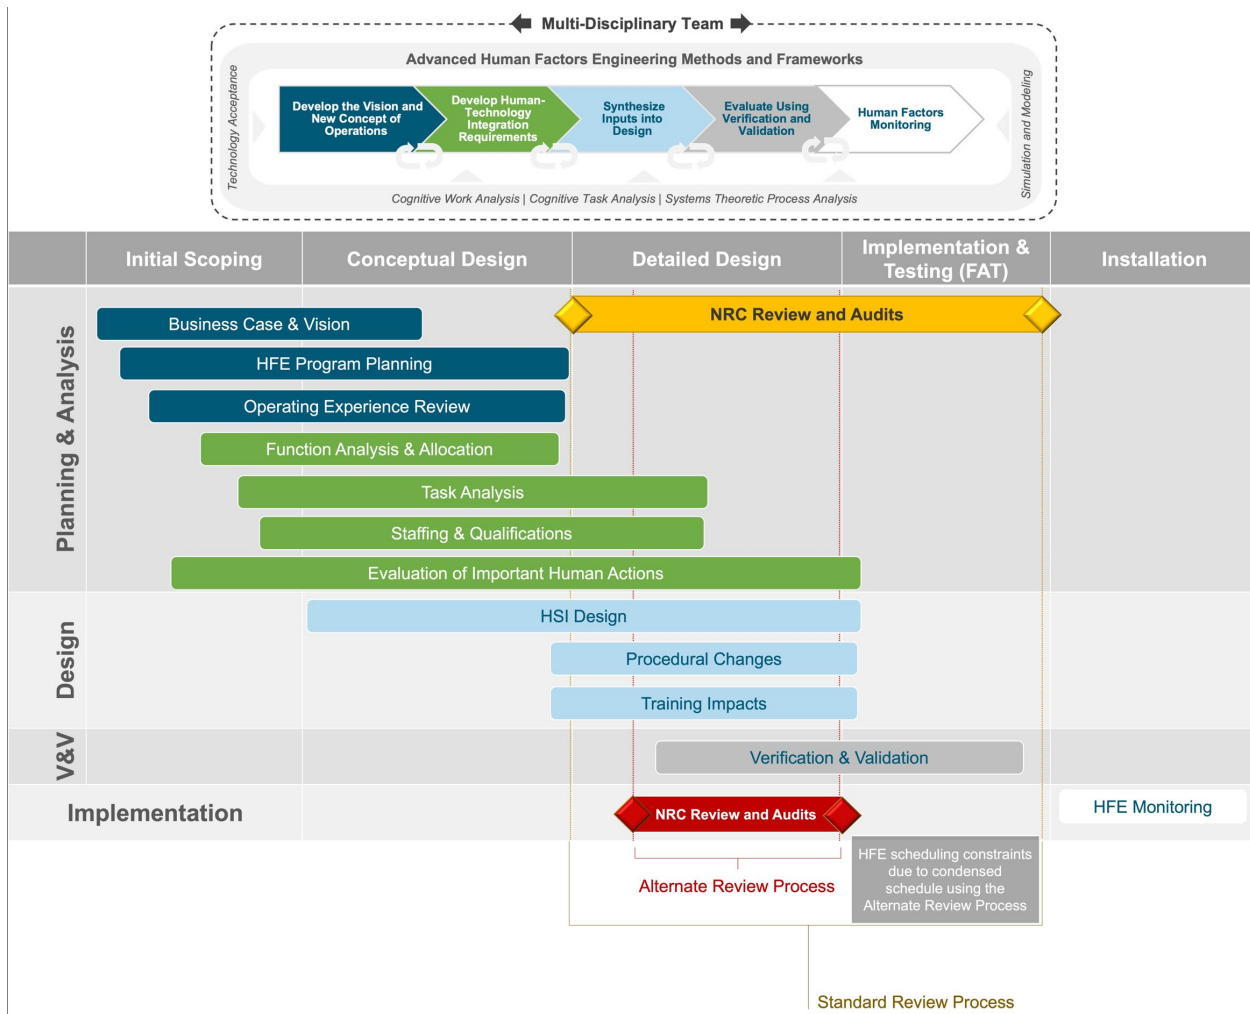 Multi-Disciplinary Team
Advanced Human Factors Engineering Methods and Frameworks
Technology Acceptance
Develop the Vision and
New Concept of
Operations
Develop Human-
Technology
Integration
Requirements
Synthesize
Inputs into
Design
Evaluate Using
Verification and
Validation
Human Factors
Monitoring
Simulation and Modeling
Cognitive Work Analysis | Cognitive Task Analysis | Systems Theoretic Process Analysis
Initial Scoping
Conceptual Design
Detailed Design
Implementation &
Testing (FAT)
Installation
Planning & Analysis
Business Case & Vision
NRC Review and Audits
HFE Program Planning
Operating Experience Review
Function Analysis & Allocation
Task Analysis
Staffing & Qualifications
Evaluation of Important Human Actions
Design
HSI Design
Procedural Changes
Training Impacts
V&V
Verification & Validation
Implementation
NRC Review and Audits
HFE Monitoring
Alternate Review Process
HFE scheduling constraints
due to condensed
schedule using the
Alternate Review Process
Standard Review Process